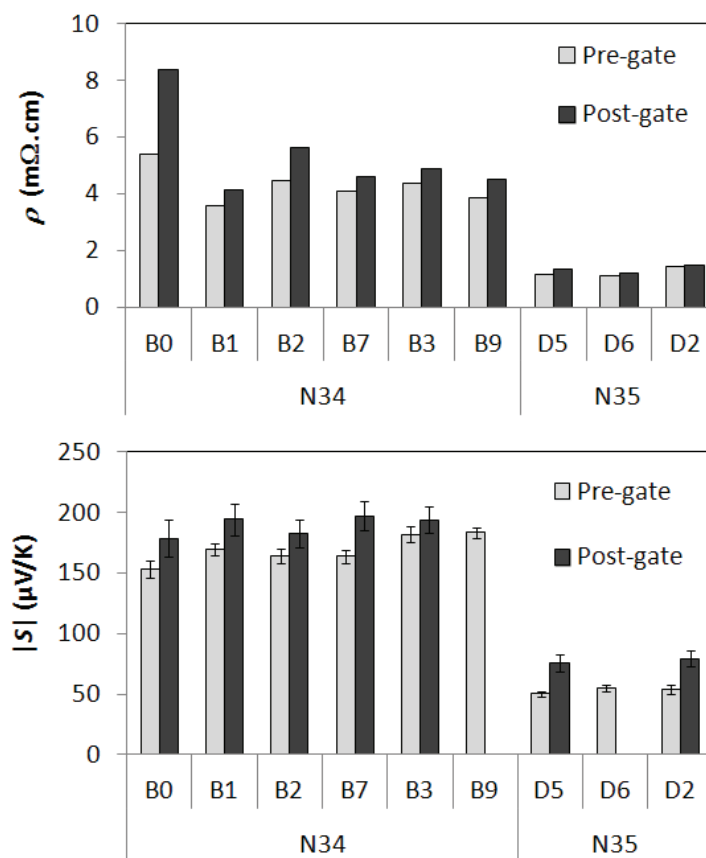 10
8
6
4
2
0
ρ (mΩ.cm)
Pre-gate
Post-gate
B0 B1 B2 B7 B3 B9 D5 D6 D2
N34 N35
250
200
150
100
50
0
|S| (µV/K)
Pre-gate
Post-gate
B0 B1 B2 B7 B3 B9 D5 D6 D2
N34 N35